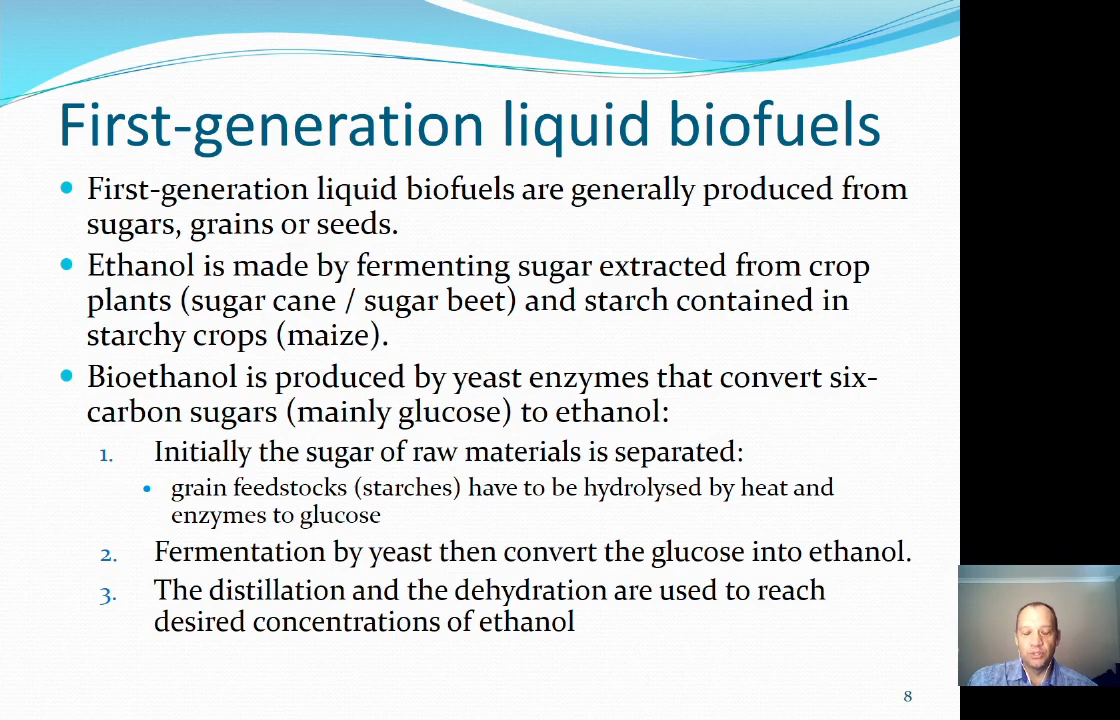 First-generation liquid biofuels
• First-generation liquid biofuels are generally produced from
sugars, grains or seeds.
• Ethanol is made by fermenting sugar extracted from crop
plants (sugar cane / sugar beet) and starch contained in
starchy crops (maize).
• Bioethanol is produced by yeast enzymes that convert six-
carbon sugars (mainly glucose) to ethanol:
1. Initially the sugar of raw materials is separated:
• grain feedstocks (starches) have to be hydrolysed by heat and
enzymes to glucose
2. Fermentation by yeast then convert the glucose into ethanol.
3. The distillation and the dehydration are used to reach
desired concentrations of ethanol
8